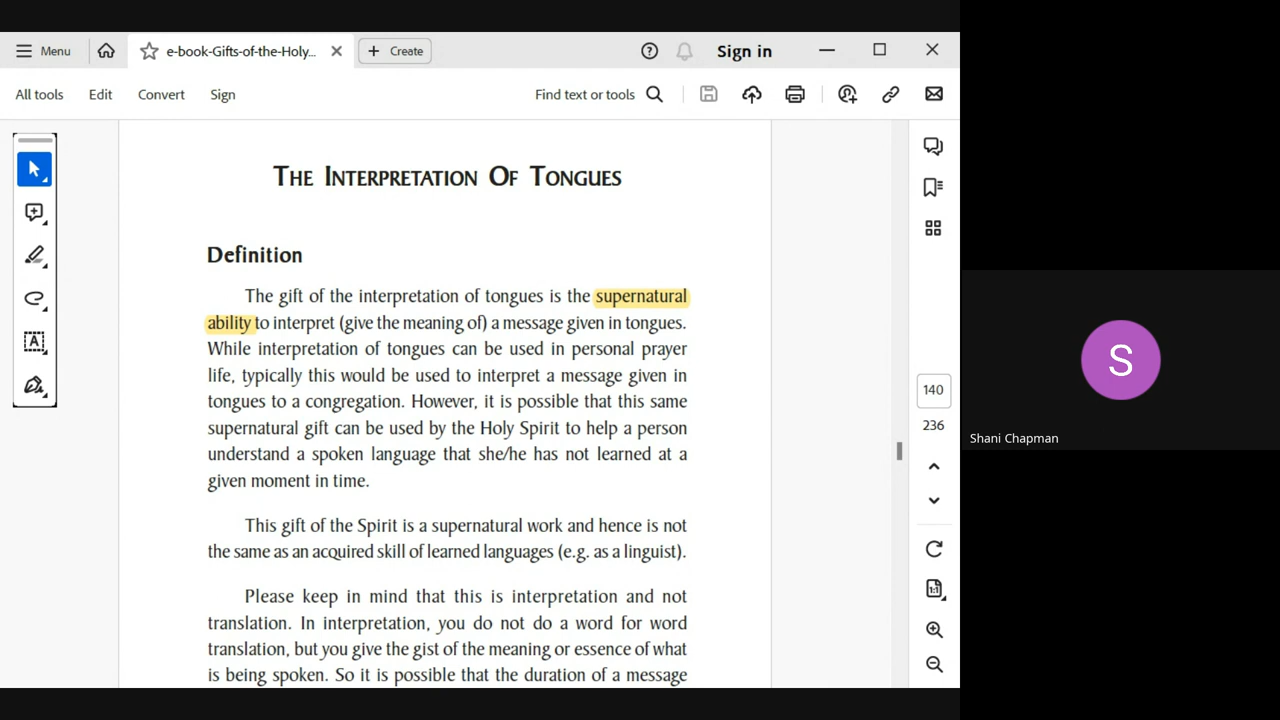 Menu
e-book-Gifts-of-the-Holy...
Create
Sign in
All tools
Edit
Convert
Sign
Find text or tools
THE INTERPRETATION OF TONGUES
Definition
The gift of the interpretation of tongues is the supernatural
ability to interpret (give the meaning of) a message given in tongues.
While interpretation of tongues can be used in personal prayer
life, typically this would be used to interpret a message given in
tongues to a congregation. However, it is possible that this same
supernatural gift can be used by the Holy Spirit to help a person
understand a spoken language that she/he has not learned at a
given moment in time.
This gift of the Spirit is a supernatural work and hence is not
the same as an acquired skill of learned languages (e.g. as a linguist).
Please keep in mind that this is interpretation and not
translation. In interpretation, you do not do a word for word
translation, but you give the gist of the meaning or essence of what
is being spoken. So it is possible that the duration of a message
140
236
1:1
S
Shani Chapman